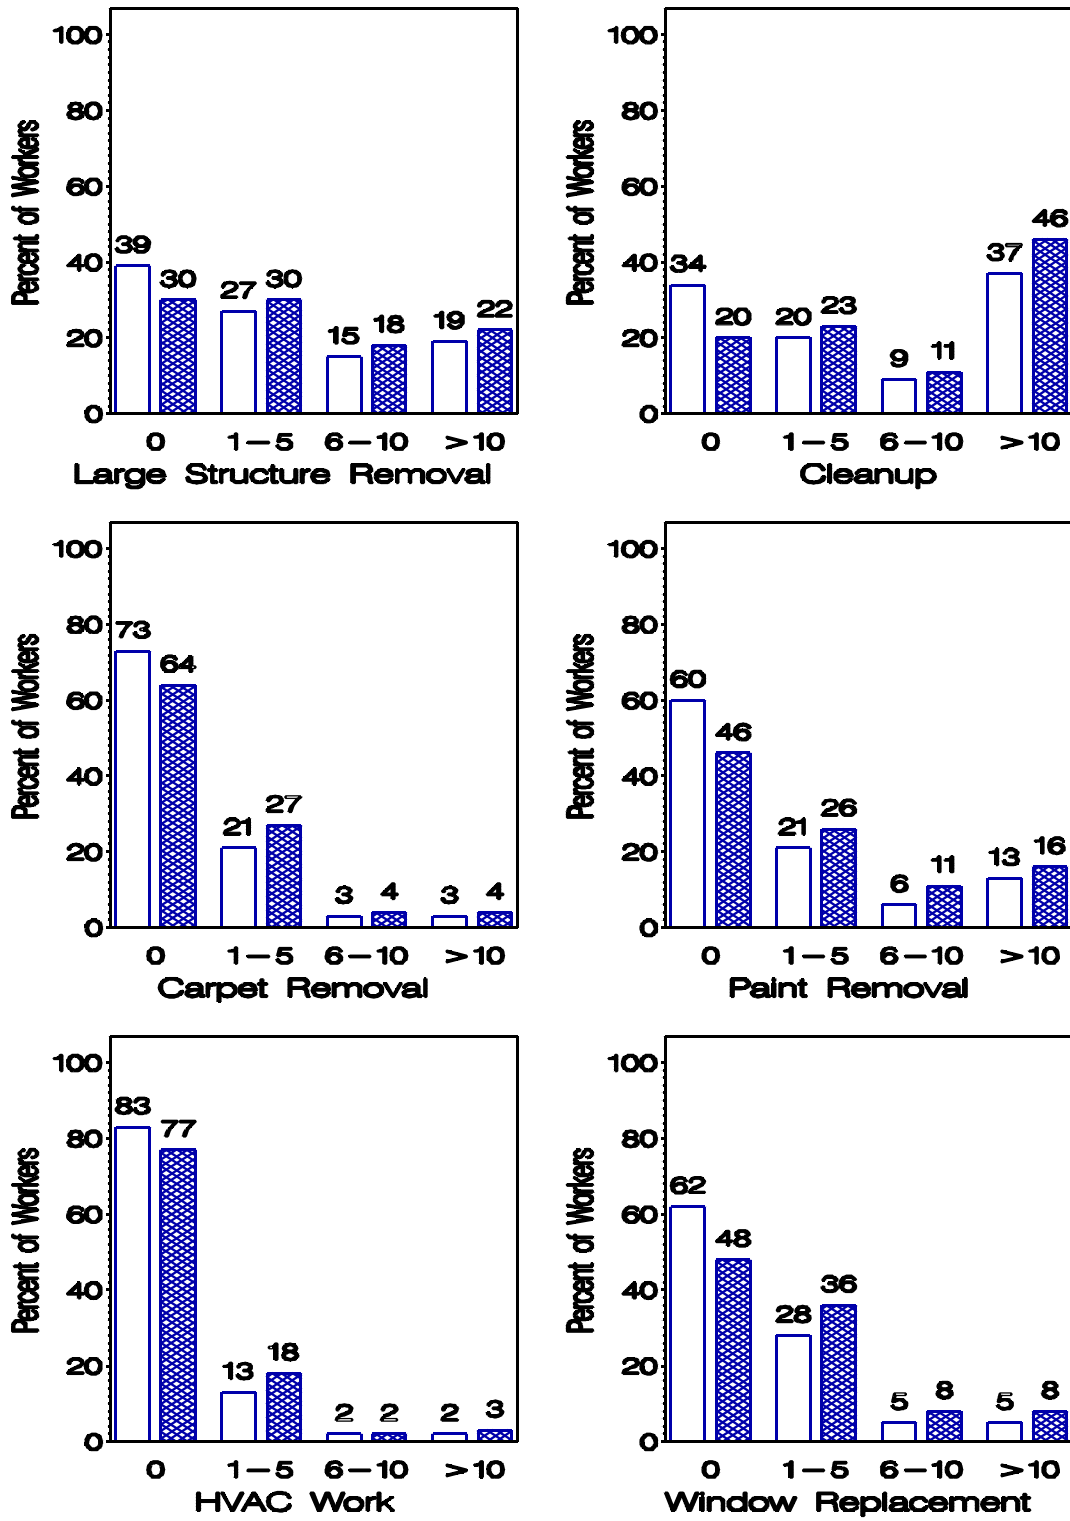 100
80
60
40
20
0
Percent of Workers
39 30 27 30 15 18 19 22
0 1–5 6–10 >10
Large Structure Removal
100
80
60
40
20
0
Percent of Workers
34 20 20 23 9 11 37 46
0 1–5 6–10 >10
Cleanup
100
80
60
40
20
0
Percent of Workers
73 64 21 27 3 4 3 4
0 1–5 6–10 >10
Carpet Removal
100
80
60
40
20
0
Percent of Workers
60 46 21 26 6 11 13 16
0 1–5 6–10 >10
Paint Removal
100
80
60
40
20
0
Percent of Workers
83 77 13 18 2 2 2 3
0 1–5 6–10 >10
HVAC Work
100
80
60
40
20
0
Percent of Workers
62 48 28 36 5 8 5 8
0 1–5 6–10 >10
Window Replacement